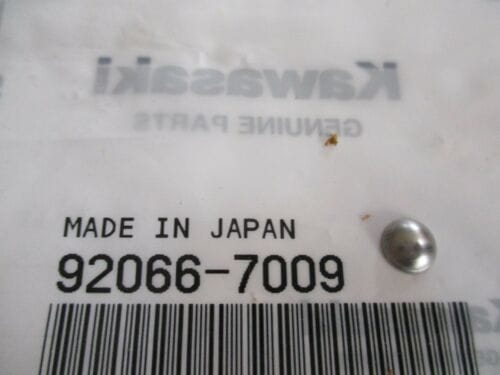 Kawasaki
GENUINE PARTS
MADE IN JAPAN
92066-7009